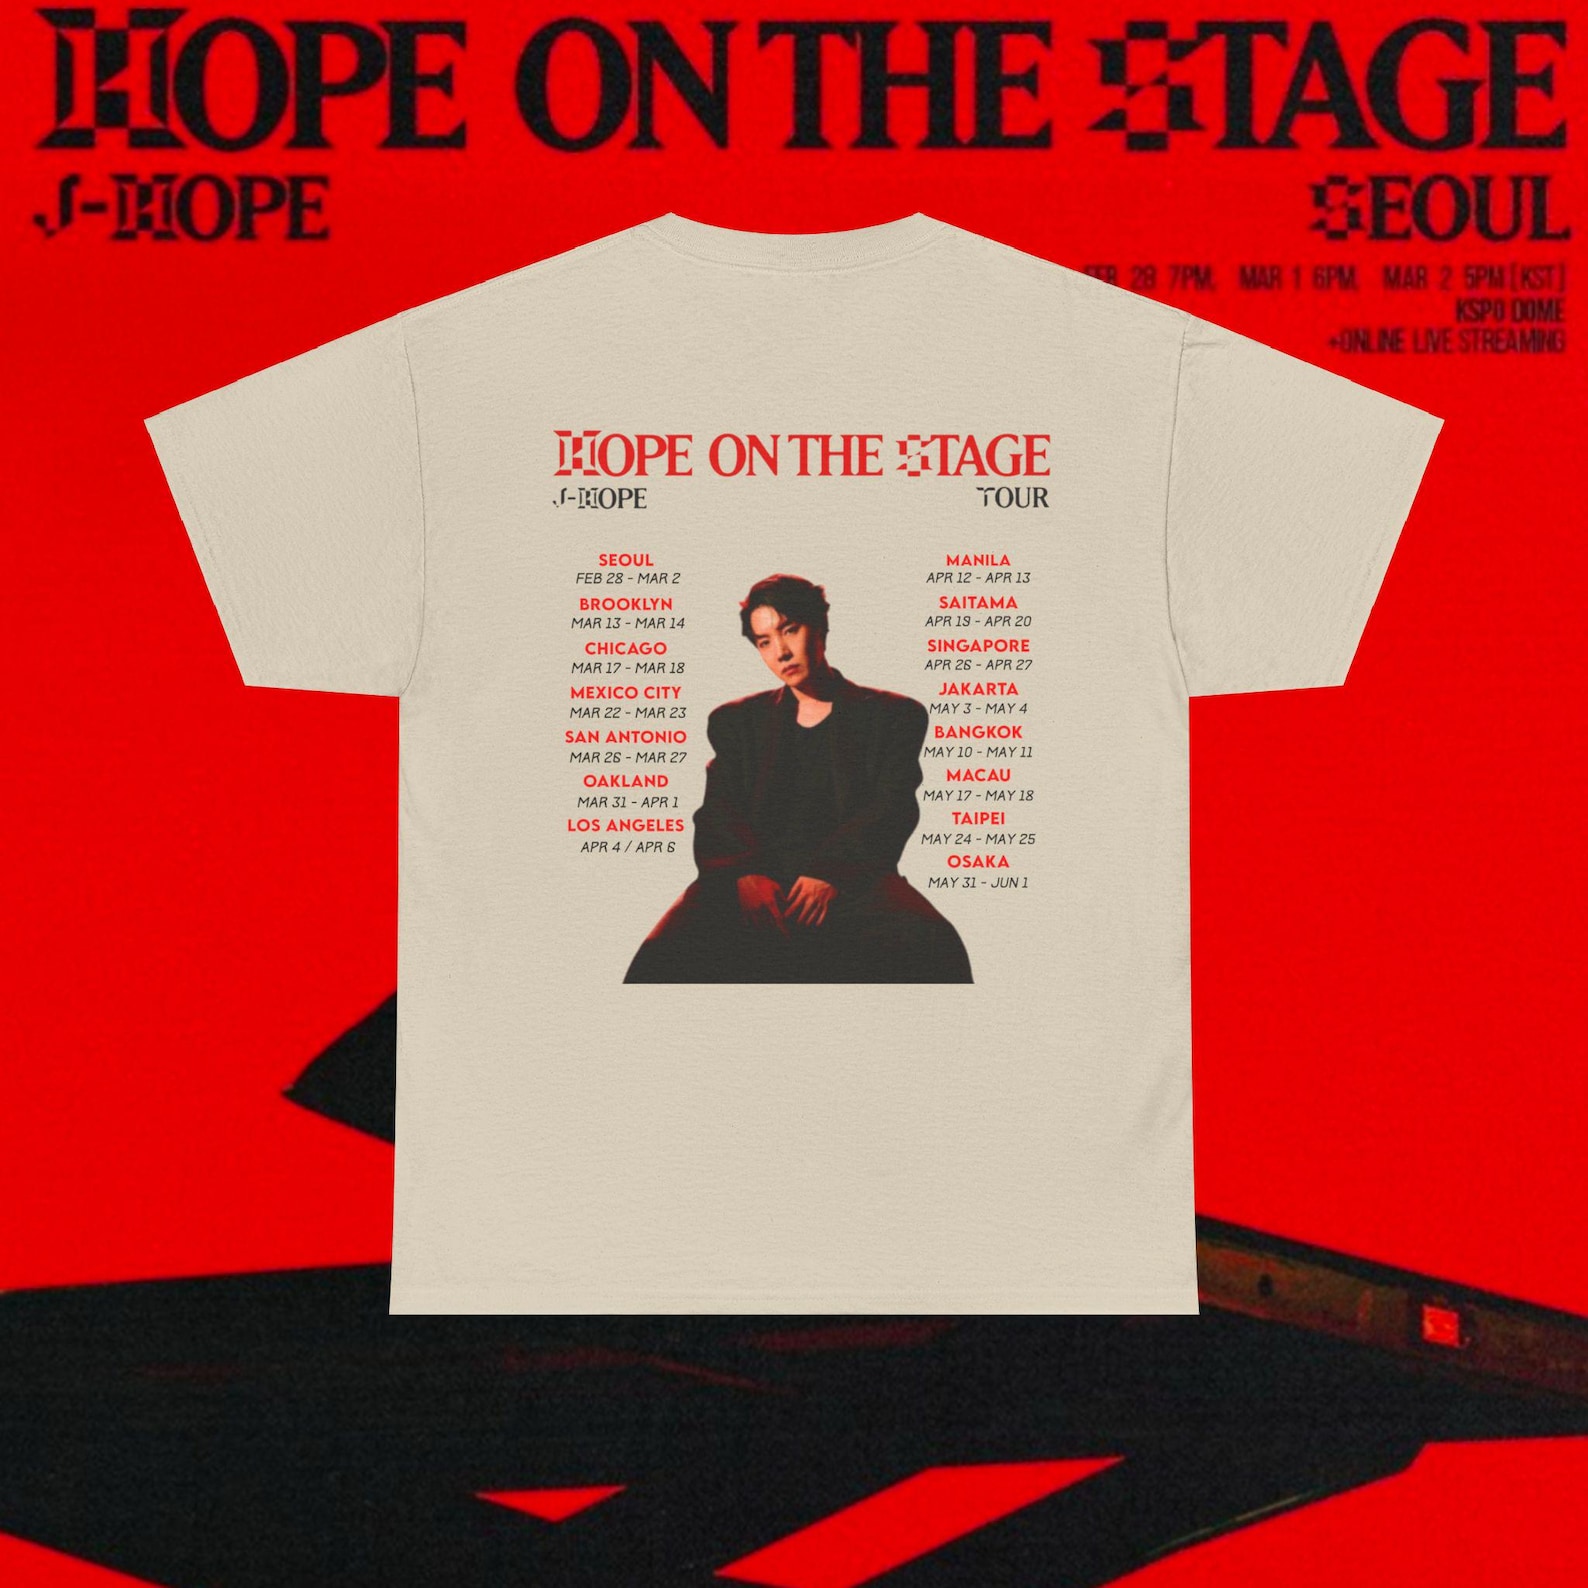 HOPE ON THE STAGE
J-HOPE
SEOUL
FEB 28 7PM, MAR 1 6PM, MAR 2 5PM [KST]
KSPO DOME
+ONLINE LIVE STREAMING
HOPE ON THE STAGE
J-HOPE
TOUR
SEOUL
FEB 28 - MAR 2
BROOKLYN
MAR 13 - MAR 14
CHICAGO
MAR 17 - MAR 18
MEXICO CITY
MAR 22 - MAR 23
SAN ANTONIO
MAR 26 - MAR 27
OAKLAND
MAR 31 - APR 1
LOS ANGELES
APR 4 / APR 6
MANILA
APR 12 - APR 13
SAITAMA
APR 19 - APR 20
SINGAPORE
APR 26 - APR 27
JAKARTA
MAY 3 - MAY 4
BANGKOK
MAY 10 - MAY 11
MACAU
MAY 17 - MAY 18
TAIPEI
MAY 24 - MAY 25
OSAKA
MAY 31 - JUN 1